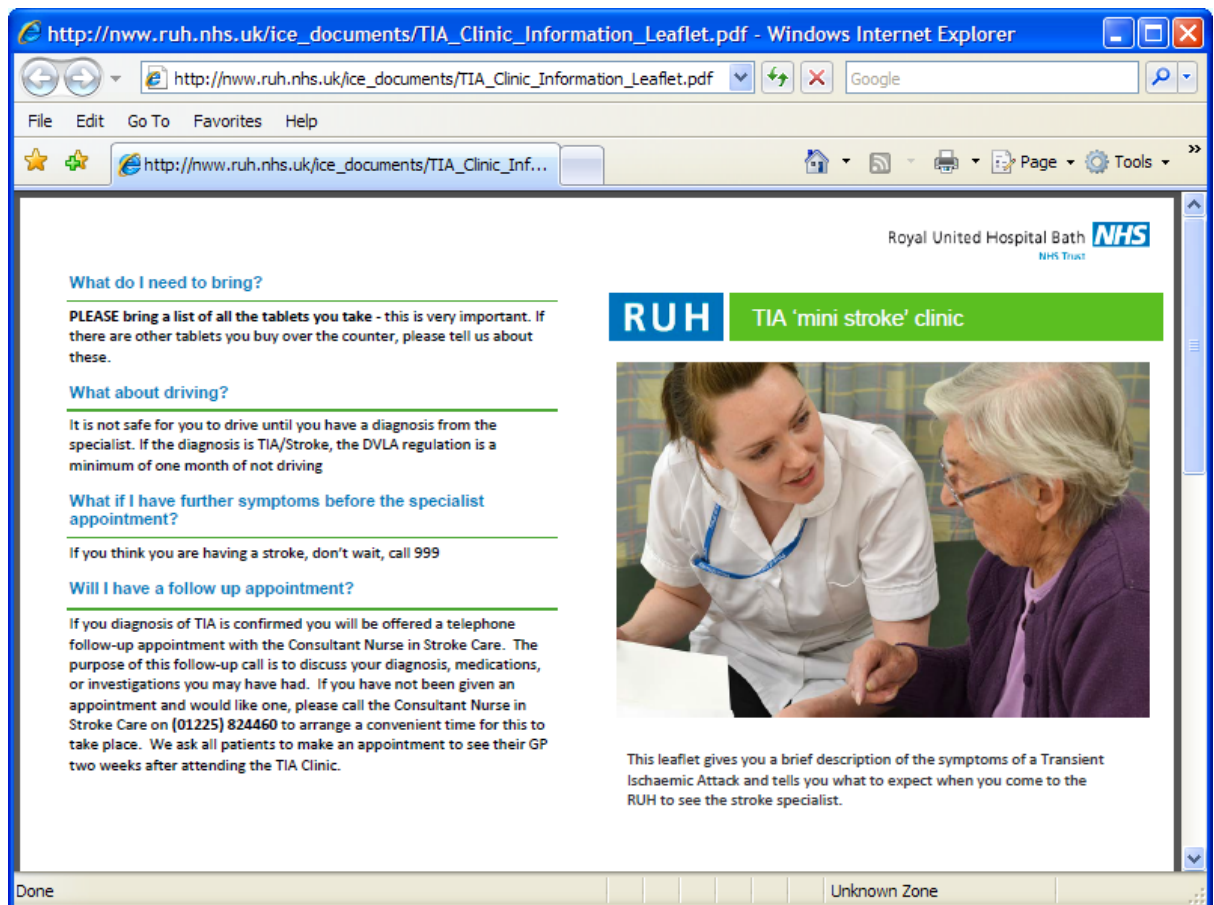 http://nww.ruh.nhs.uk/ice_documents/TIA_Clinic_Information_Leaflet.pdf - Windows Internet Explorer
http://nww.ruh.nhs.uk/ice_documents/TIA_Clinic_Information_Leaflet.pdf
Google
File Edit Go To Favorites Help
http://nww.ruh.nhs.uk/ice_documents/TIA_Clinic_Inf...
Page Tools
What do I need to bring?
PLEASE bring a list of all the tablets you take - this is very important. If
there are other tablets you buy over the counter, please tell us about
these.
What about driving?
It is not safe for you to drive until you have a diagnosis from the
specialist. If the diagnosis is TIA/Stroke, the DVLA regulation is a
minimum of one month of not driving
What if I have further symptoms before the specialist
appointment?
If you think you are having a stroke, don't wait, call 999
Will I have a follow up appointment?
If you diagnosis of TIA is confirmed you will be offered a telephone
follow-up appointment with the Consultant Nurse in Stroke Care. The
purpose of this follow-up call is to discuss your diagnosis, medications,
or investigations you may have had. If you have not been given an
appointment and would like one, please call the Consultant Nurse in
Stroke Care on (01225) 824460 to arrange a convenient time for this to
take place. We ask all patients to make an appointment to see their GP
two weeks after attending the TIA Clinic.
Royal United Hospital Bath NHS
NHS Trust
RUH TIA 'mini stroke' clinic
This leaflet gives you a brief description of the symptoms of a Transient
Ischaemic Attack and tells you what to expect when you come to the
RUH to see the stroke specialist.
Done
Unknown Zone